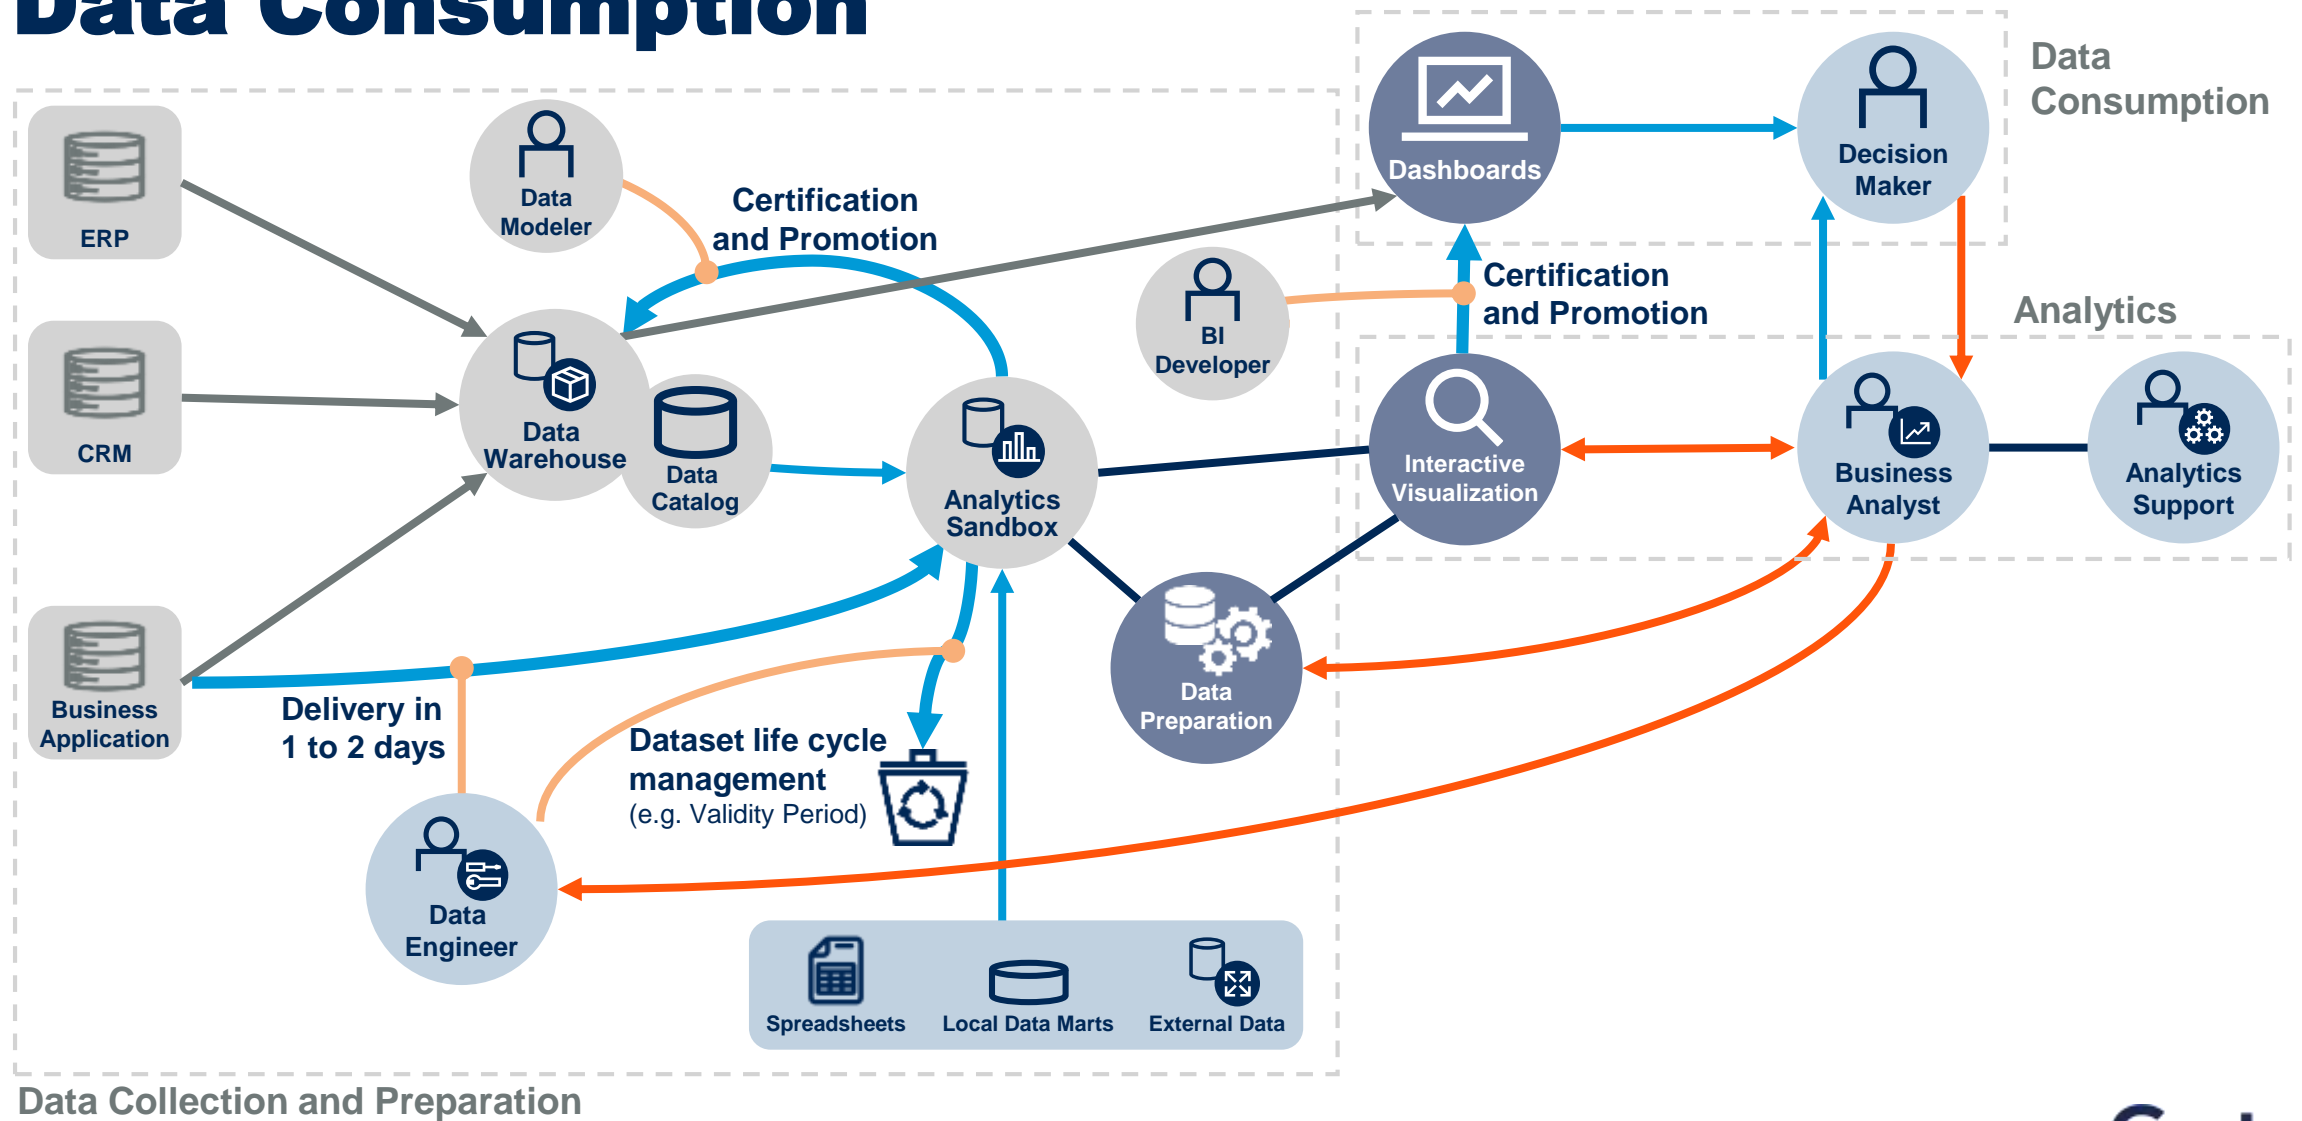 Data Consumption
Data
Consumption
ERP
Data
Modeler
Certification
and Promotion
Dashboards
Decision
Maker
BI
Developer
Certification
and Promotion
Analytics
CRM
Data
Warehouse
Data
Catalog
Analytics
Sandbox
Interactive
Visualization
Business
Analyst
Analytics
Support
Business
Application
Delivery in
1 to 2 days
Dataset life cycle
management
(e.g. Validity Period)
Data
Preparation
Data
Engineer
Spreadsheets
Local Data Marts
External Data
Data Collection and Preparation